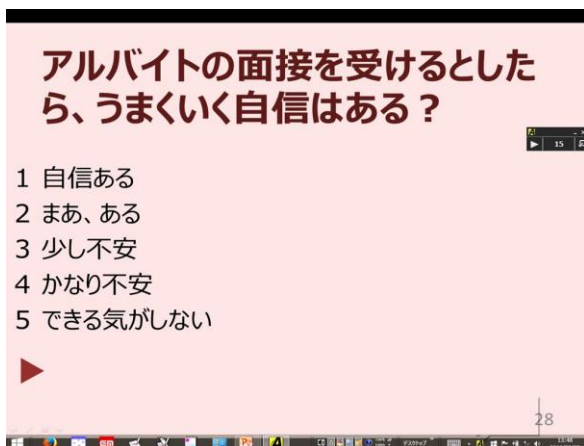 アルバイトの面接を受けるとした
ら、うまくいく自信はある？
15
1 自信ある
2 まあ、ある
3 少し不安
4 かなり不安
5 できる気がしない
28